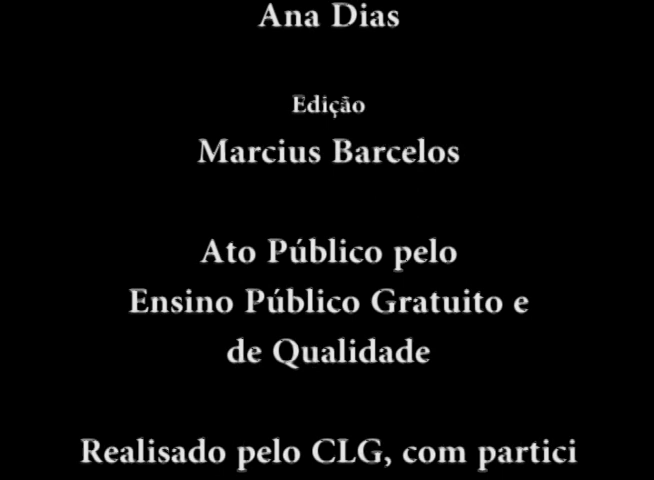 Ana Dias
Edição
Marcius Barcelos
Ato Público pelo
Ensino Público Gratuito e
de Qualidade
Realisado pelo CLG, com partici